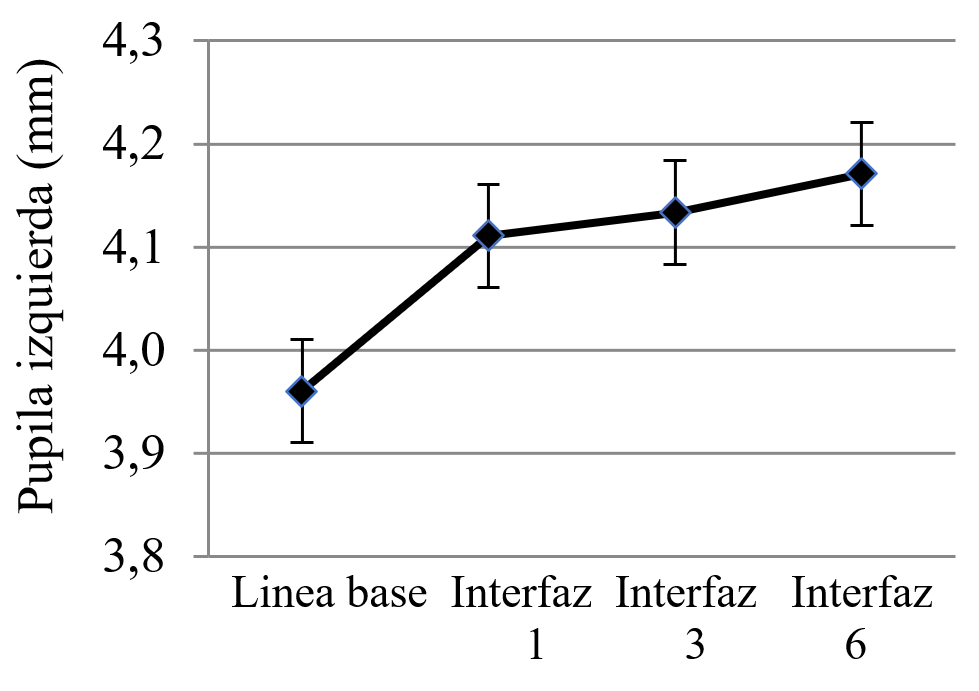 Pupila izquierda (mm)
4,3
4,2
4,1
4,0
3,9
3,8
Linea base
Interfaz
1
Interfaz
3
Interfaz
6